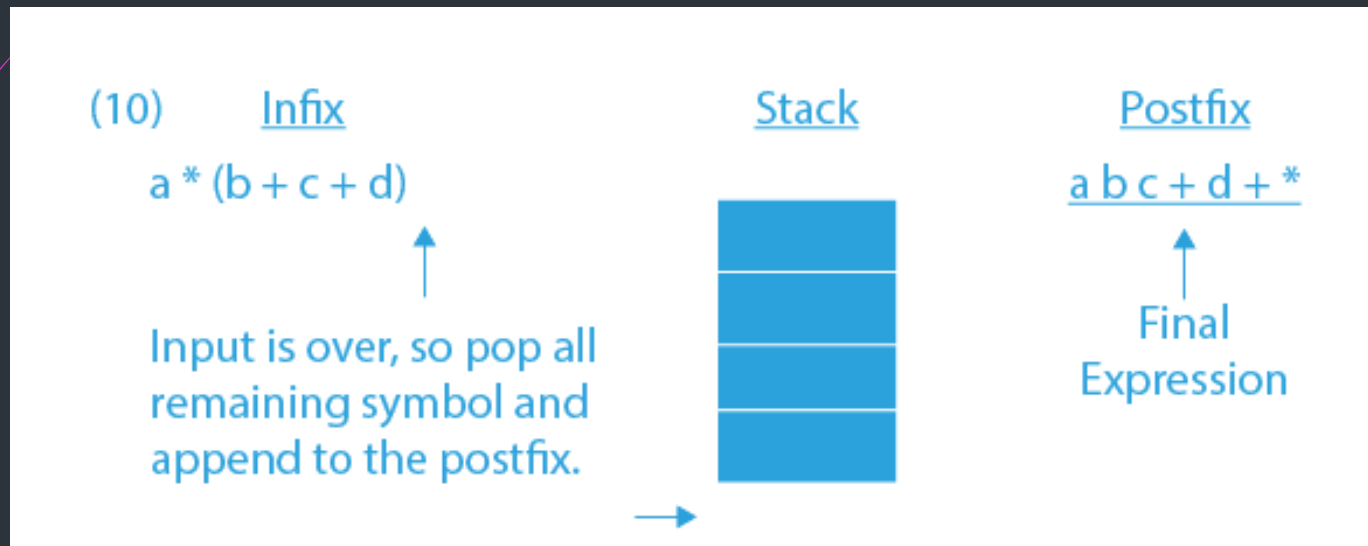 (10) Infix Stack Postfix
a * (b + c + d) a b c + d + *
Input is over, so pop all
remaining symbol and
append to the postfix.
Final
Expression